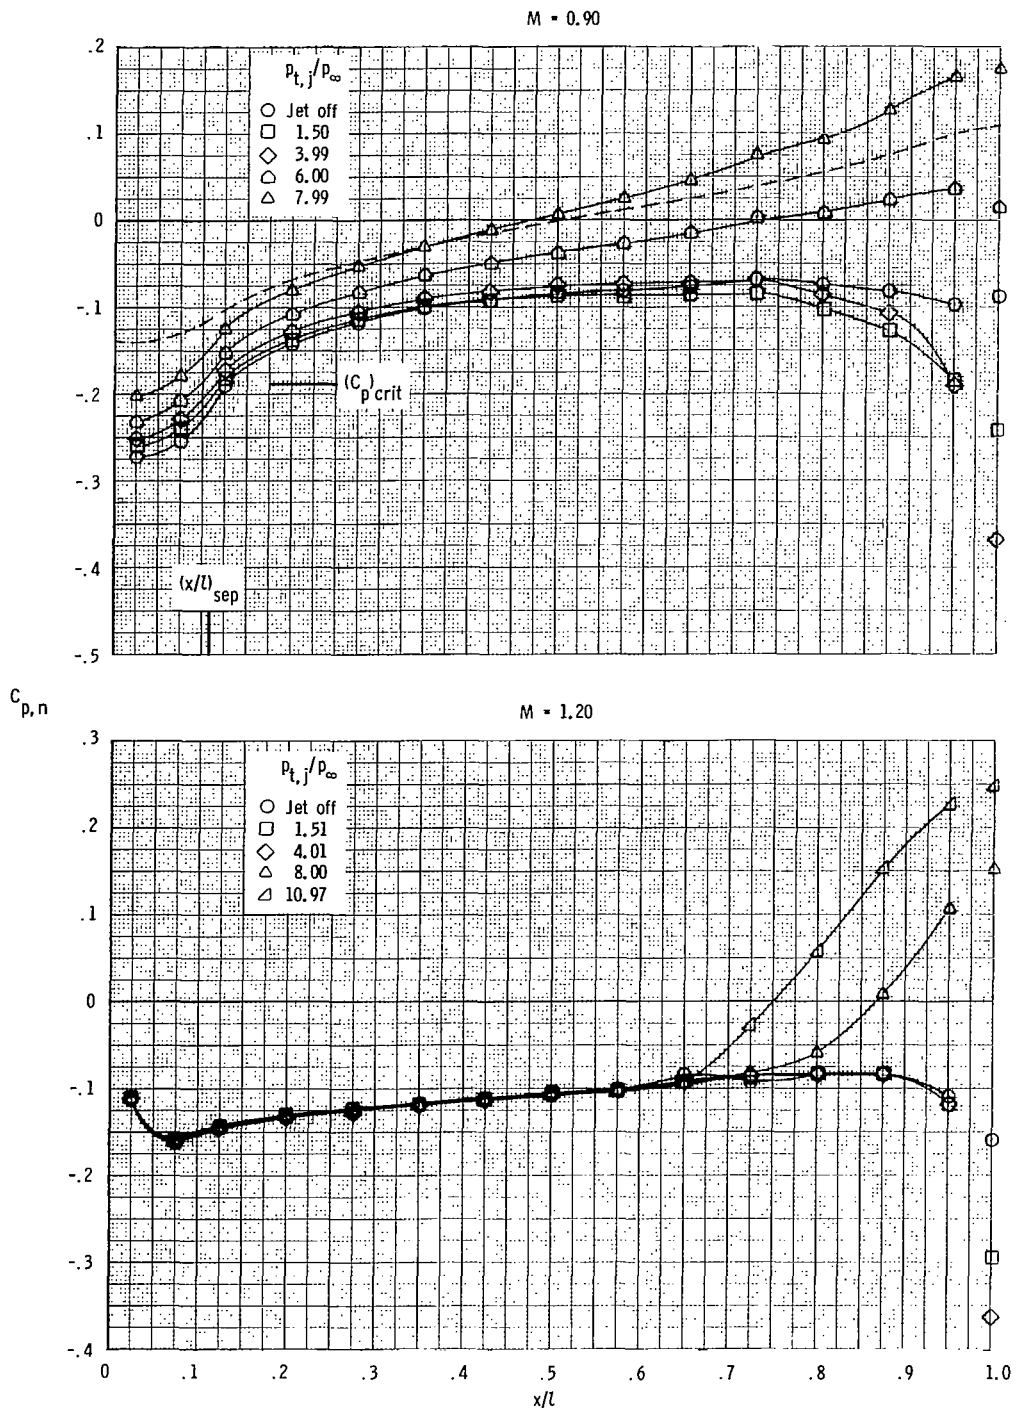 M = 0.90
.2
.1
0
-.1
-.2
-.3
-.4
-.5
p_t,j/p_∞
Jet off
1.50
3.99
6.00
7.99
(C_p)_crit
(x/l)_sep
C_p,n
M = 1.20
.3
.2
.1
0
-.1
-.2
-.3
-.4
p_t,j/p_∞
Jet off
1.51
4.01
8.00
10.97
0 .1 .2 .3 .4 .5 .6 .7 .8 .9 1.0
x/l